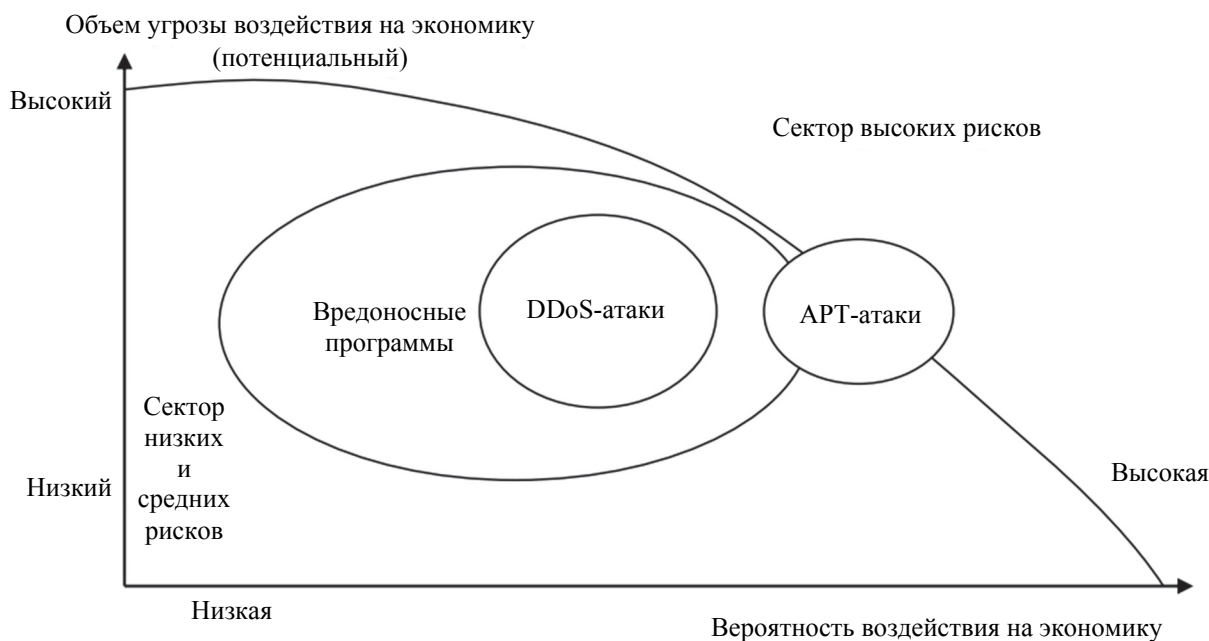 Объем угрозы воздействия на экономику
(потенциальный)
Высокий
Сектор высоких рисков
Вредоносные
программы
DDoS-атаки
APT-атаки
Сектор
низких
и
средних
рисков
Низкий
Высокая
Низкая
Вероятность воздействия на экономику